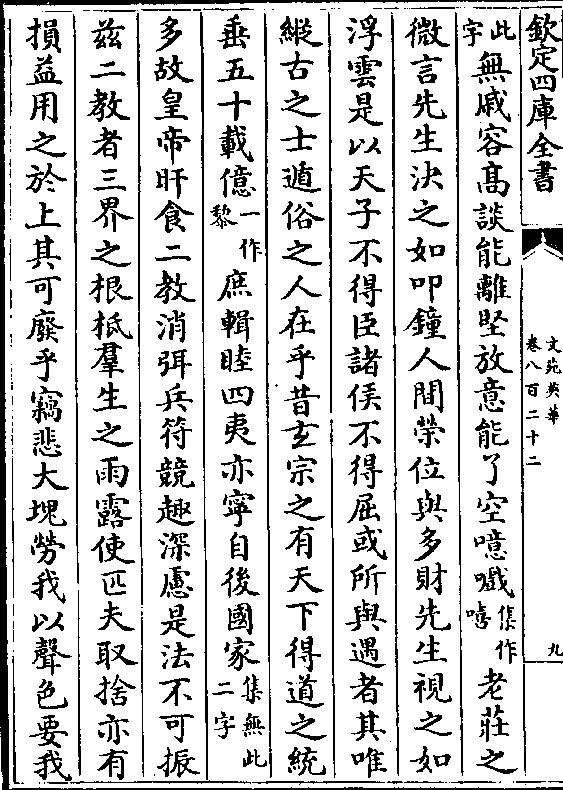 欽定四庫全書
文苑英華
卷八百二十二
九
此字無戚容高談能離堅放意能了空噫戲集作嘻老莊之
微言先生決之如叩鐘人間榮位與多財先生視之如
浮雲是以天子不得臣諸侯不得屈或所與遇者其唯
縱古之士遁俗之人在乎昔玄宗之有天下得道之統
垂五十載億一作黎庶輯睦四夷亦寧自後國家集無此二字
多故皇帝旰食二教消弭兵符競趣深慮是法不可振
茲二教者三界之根柢羣生之雨露使匹夫取捨亦有
損益用之於上其可廢乎竊悲大塊勞我以聲色要我